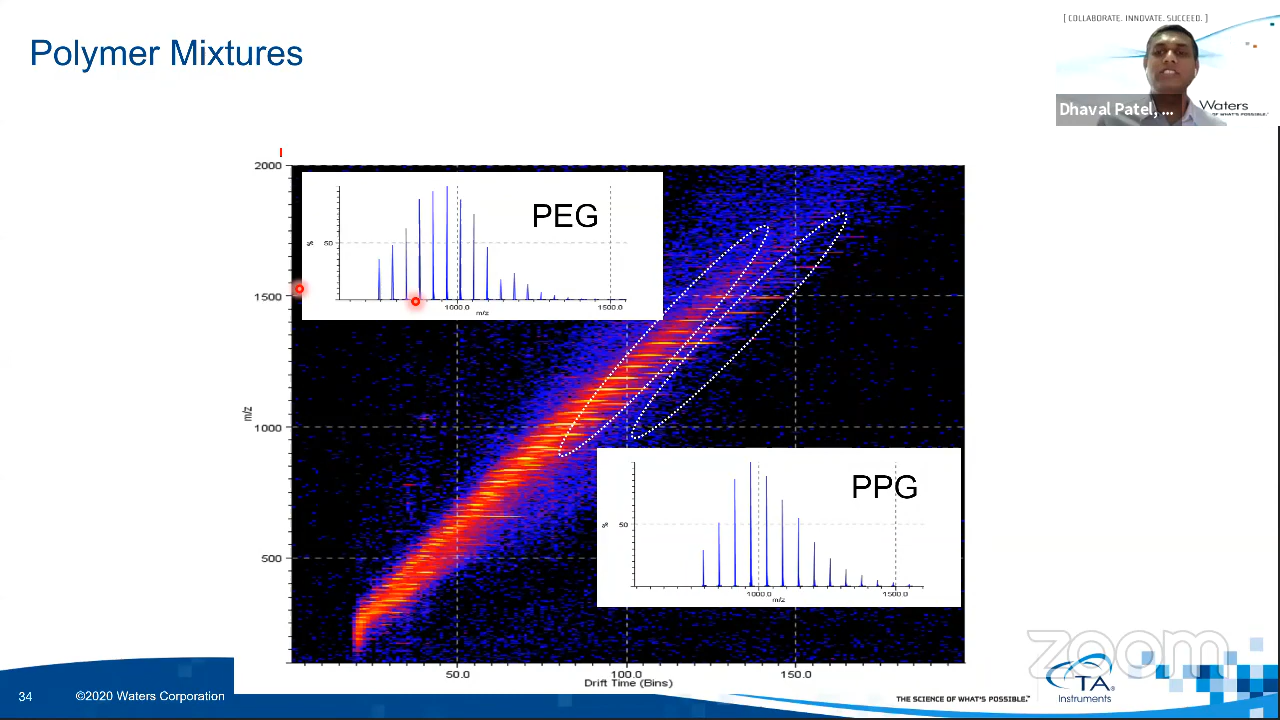 [ COLLABORATE. INNOVATE. SUCCEED. ]
Polymer Mixtures
Dhaval Patel, ...
Waters
OF WHAT'S POSSIBLE.™
2000
1500
1000
500
m/z
PEG
%
50
1000.0
1500.0
m/z
PPG
%
50
1000.0
1500.0
m/z
50.0
100.0
150.0
Drift Time (Bins)
zoom
34
©2020 Waters Corporation
THE SCIENCE OF WHAT'S POSSIBLE.™
TA
Instruments